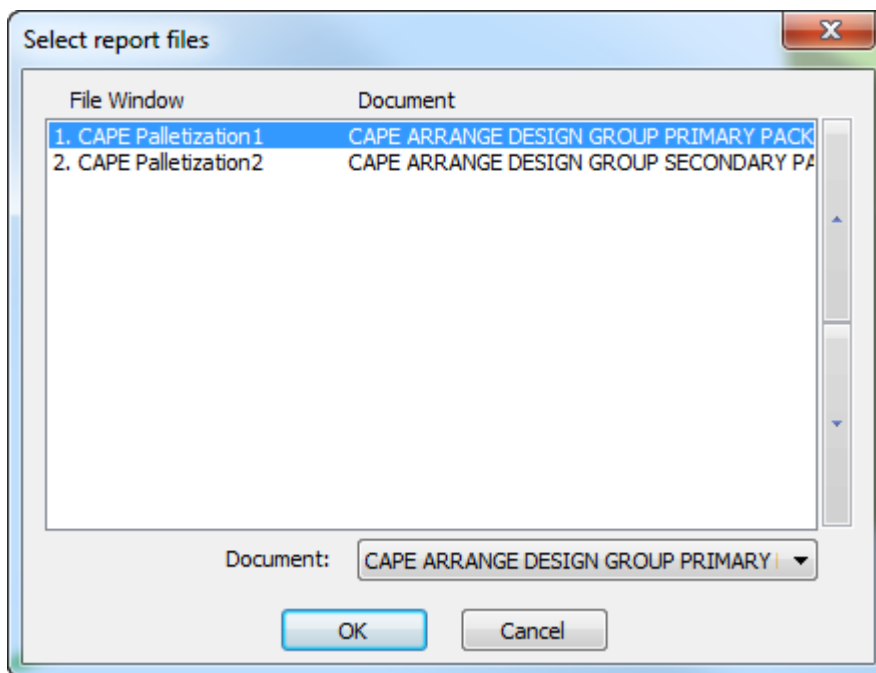 Select report files
File Window Document
1. CAPE Palletization1 CAPE ARRANGE DESIGN GROUP PRIMARY PACK
2. CAPE Palletization2 CAPE ARRANGE DESIGN GROUP SECONDARY PA
Document: CAPE ARRANGE DESIGN GROUP PRIMARY
OK Cancel